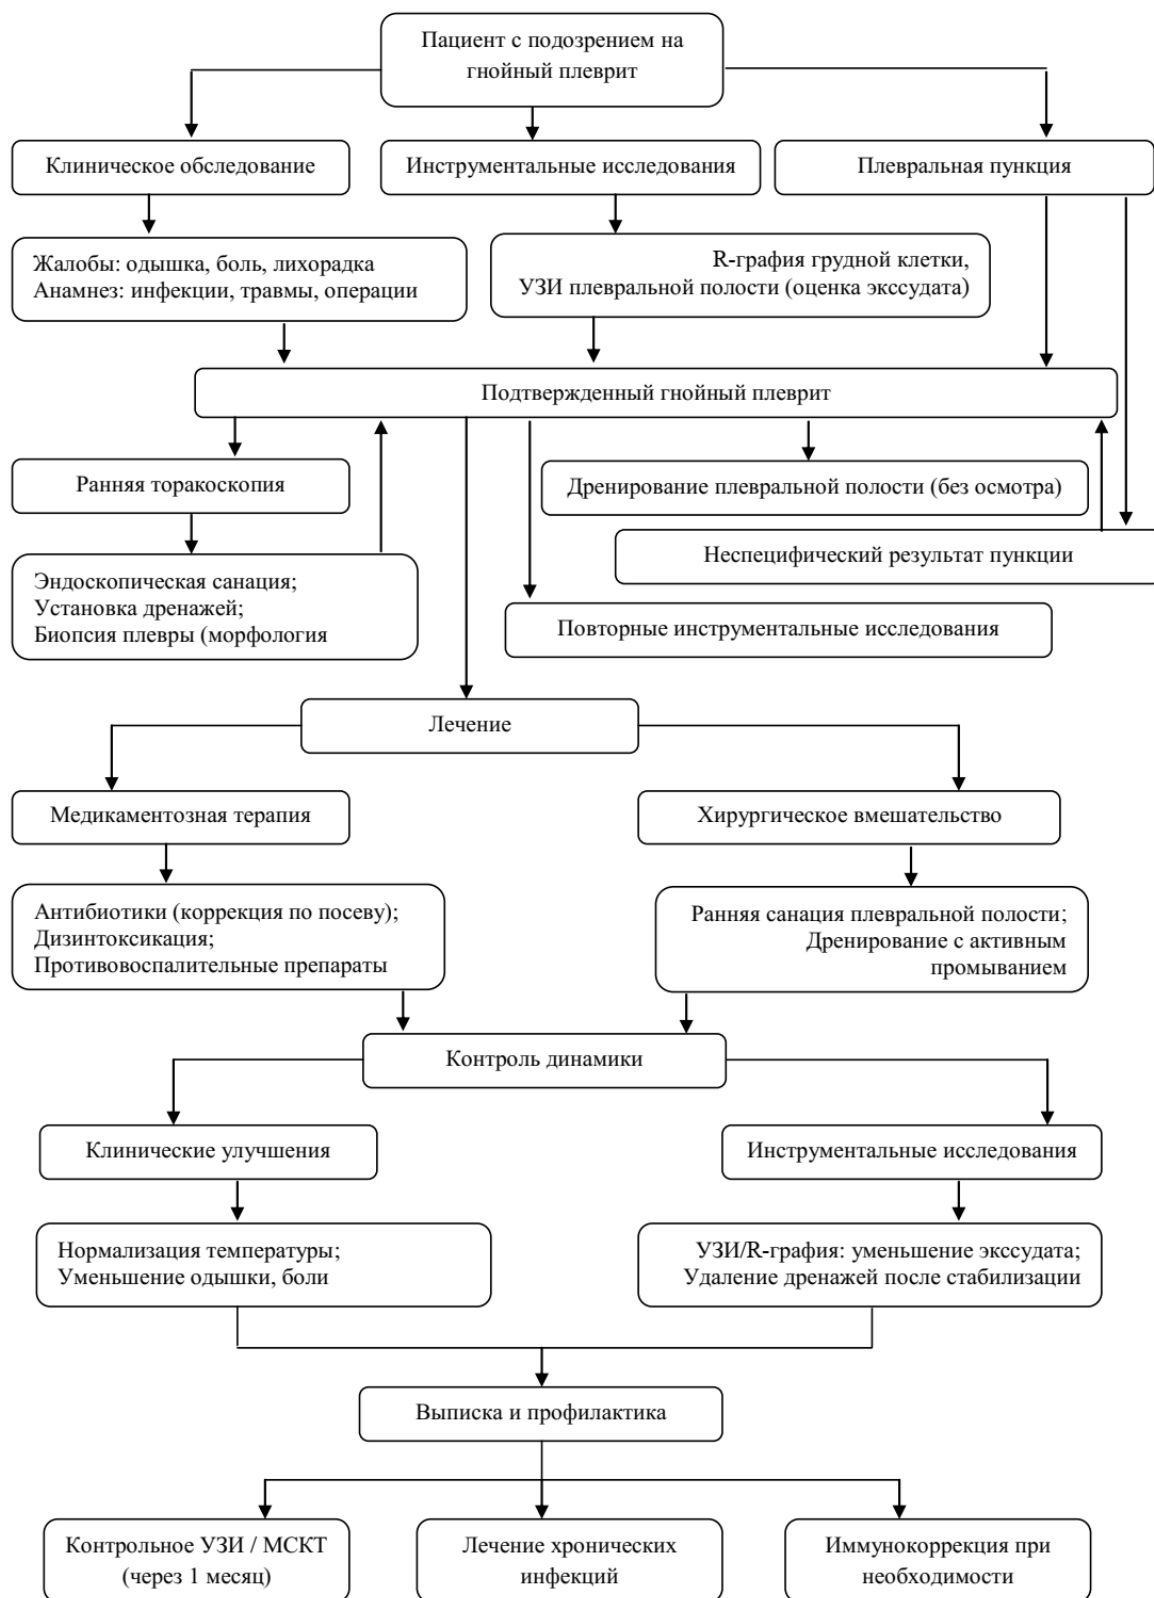 Пациент с подозрением на
гнойный плеврит
Клиническое обследование
Инструментальные исследования
Плевральная пункция
Жалобы: одышка, боль, лихорадка
Анамнез: инфекции, травмы, операции
R-графия грудной клетки,
УЗИ плевральной полости (оценка экссудата)
Подтвержденный гнойный плеврит
Ранняя торакоскопия
Дренирование плевральной полости (без осмотра)
Неспецифический результат пункции
Эндоскопическая санация;
Установка дренажей;
Биопсия плевры (морфология
Повторные инструментальные исследования
Лечение
Медикаментозная терапия
Хирургическое вмешательство
Антибиотики (коррекция по посеву);
Дизинтоксикация;
Противовоспалительные препараты
Ранняя санация плевральной полости;
Дренирование с активным
промыванием
Контроль динамики
Клинические улучшения
Инструментальные исследования
Нормализация температуры;
Уменьшение одышки, боли
УЗИ/R-графия: уменьшение экссудата;
Удаление дренажей после стабилизации
Выписка и профилактика
Контрольное УЗИ / МСКТ
(через 1 месяц)
Лечение хронических
инфекций
Иммунокоррекция при
необходимости